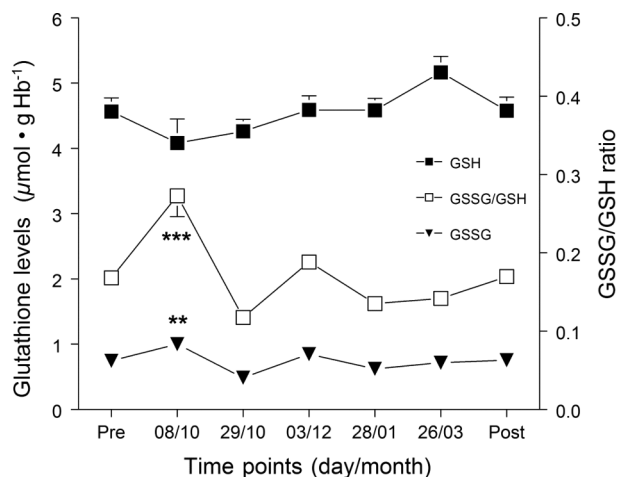 6
5
4
3
2
1
0
Glutathione levels (µmol • g Hb⁻¹)
0.5
0.4
0.3
0.2
0.1
0.0
GSSG/GSH ratio
GSH
GSSG/GSH
GSSG
***
**
Pre 08/10 29/10 03/12 28/01 26/03 Post
Time points (day/month)